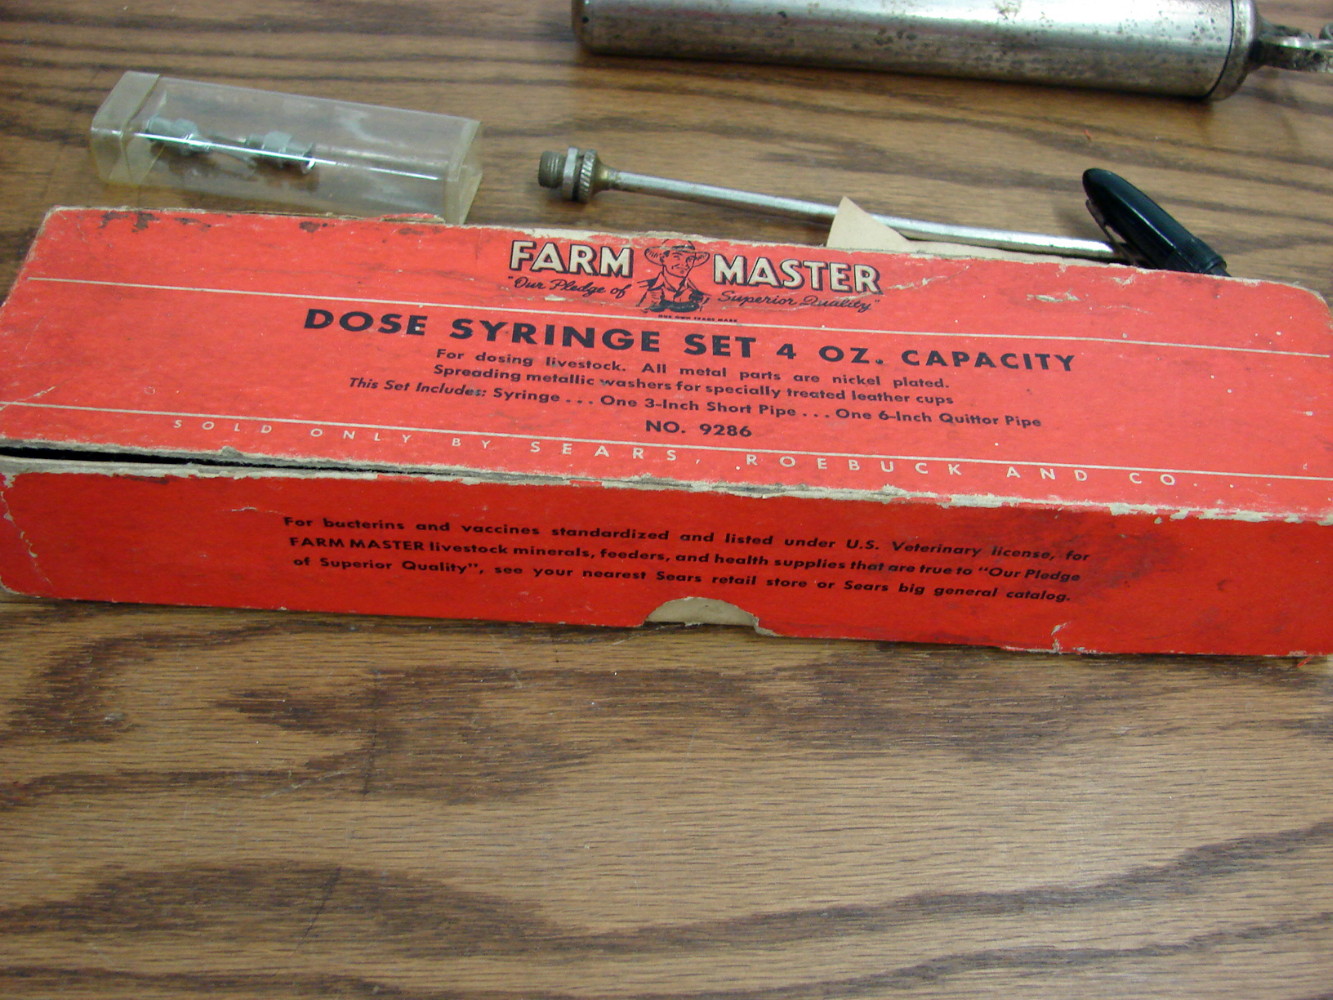 FARM MASTER
"Our Pledge of Superior Quality"
DOSE SYRINGE SET 4 OZ. CAPACITY
For dosing livestock. All metal parts are nickel plated.
Spreading metallic washers for specially treated leather cups
This Set Includes: Syringe . . . One 3-Inch Short Pipe . . . One 6-Inch Quittor Pipe
NO. 9286
SOLD ONLY BY SEARS, ROEBUCK AND CO.
For bucterins and vaccines standardized and listed under U.S. Veterinary license, for
FARM MASTER livestock minerals, feeders, and health supplies that are true to "Our Pledge
of Superior Quality", see your nearest Sears retail store or Sears big general catalog.